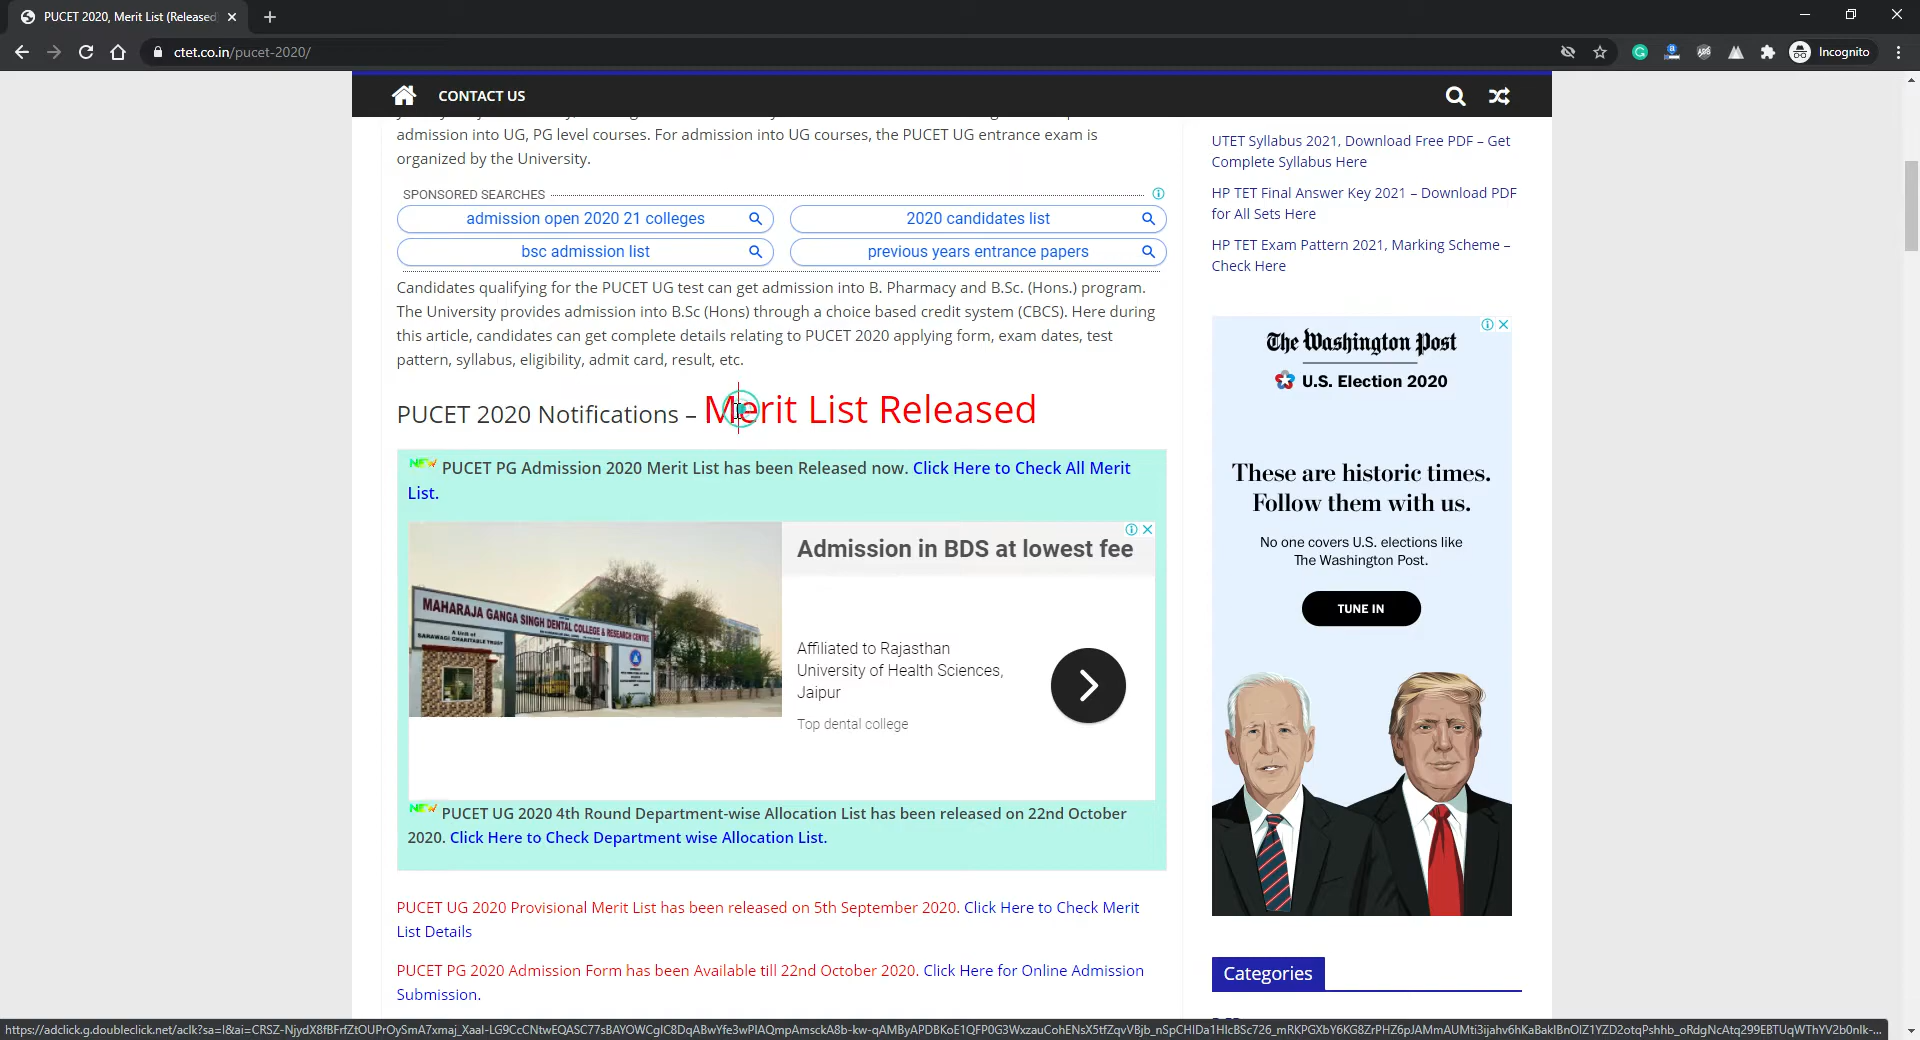 PUCET 2020, Merit List (Released)
ctet.co.in/pucet-2020/
Incognito
CONTACT US
admission into UG, PG level courses. For admission into UG courses, the PUCET UG entrance exam is
organized by the University.
SPONSORED SEARCHES
admission open 2020 21 colleges
2020 candidates list
bsc admission list
previous years entrance papers
Candidates qualifying for the PUCET UG test can get admission into B. Pharmacy and B.Sc. (Hons.) program.
The University provides admission into B.Sc (Hons) through a choice based credit system (CBCS). Here during
this article, candidates can get complete details relating to PUCET 2020 applying form, exam dates, test
pattern, syllabus, eligibility, admit card, result, etc.
PUCET 2020 Notifications – Merit List Released
NEW PUCET PG Admission 2020 Merit List has been Released now. Click Here to Check All Merit
List.
MAHARAJA GANGA SINGH DENTAL COLLEGE & RESEARCH CENTRE
A Unit of
SAHAWAGI CHARITABLE TRUST
Admission in BDS at lowest fee
Affiliated to Rajasthan
University of Health Sciences,
Jaipur
Top dental college
NEW PUCET UG 2020 4th Round Department-wise Allocation List has been released on 22nd October
2020. Click Here to Check Department wise Allocation List.
PUCET UG 2020 Provisional Merit List has been released on 5th September 2020. Click Here to Check Merit
List Details
PUCET PG 2020 Admission Form has been Available till 22nd October 2020. Click Here for Online Admission
Submission.
UTET Syllabus 2021, Download Free PDF – Get
Complete Syllabus Here
HP TET Final Answer Key 2021 – Download PDF
for All Sets Here
HP TET Exam Pattern 2021, Marking Scheme –
Check Here
The Washington Post
U.S. Election 2020
These are historic times.
Follow them with us.
No one covers U.S. elections like
The Washington Post.
TUNE IN
Categories